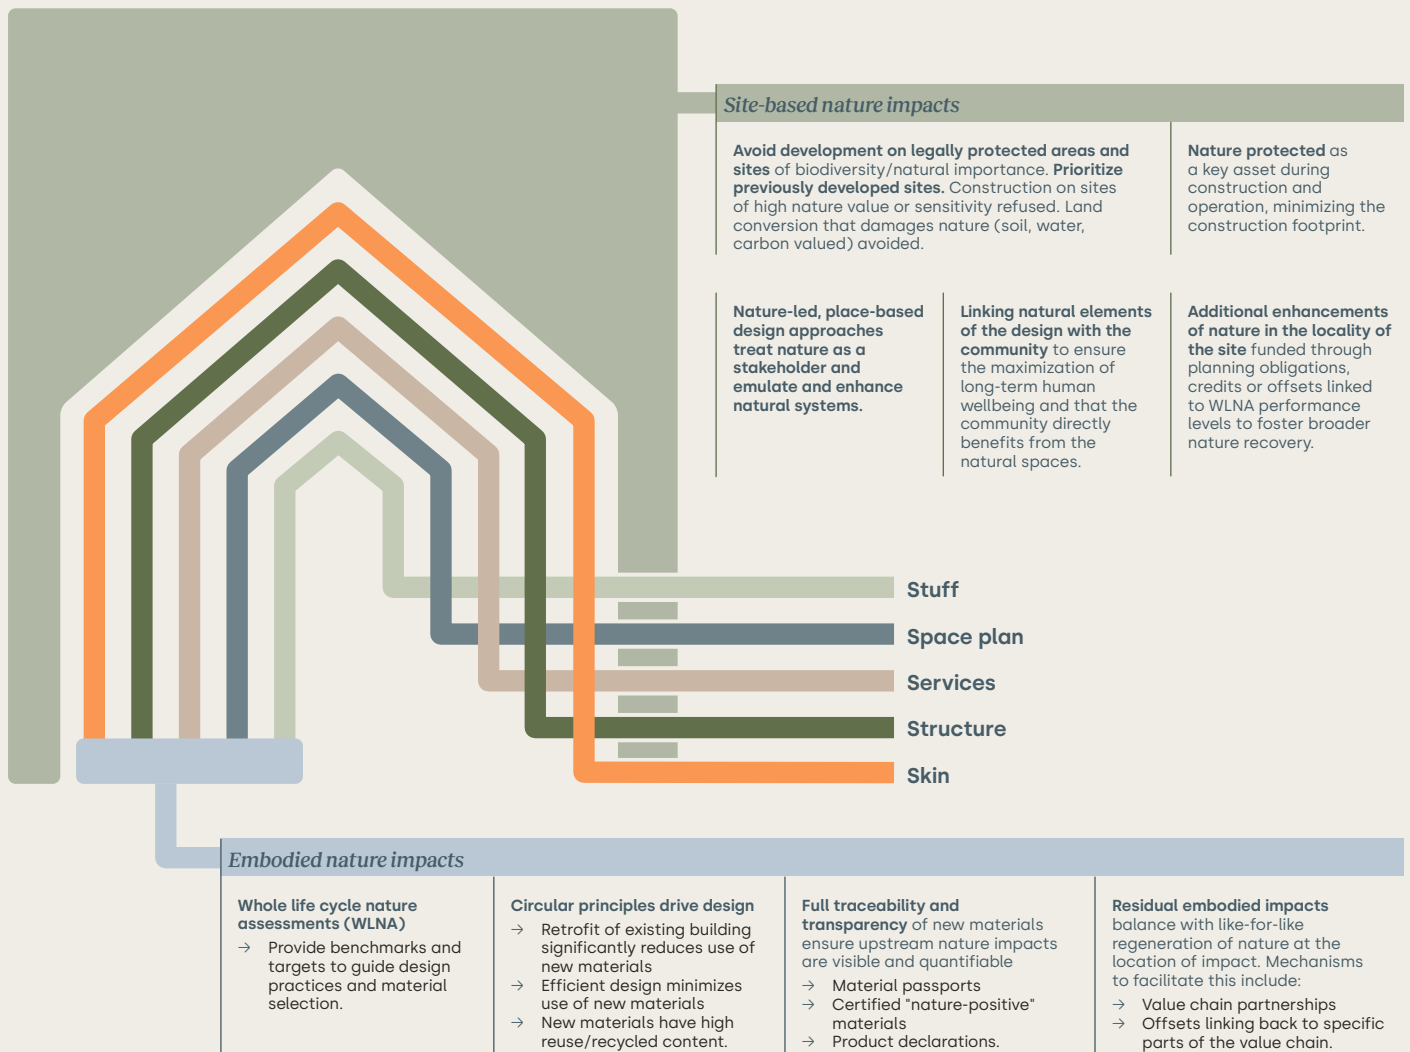 Site-based nature impacts
Avoid development on legally protected areas and
sites of biodiversity/natural importance. Prioritize
previously developed sites. Construction on sites
of high nature value or sensitivity refused. Land
conversion that damages nature (soil, water,
carbon valued) avoided.
Nature protected as
a key asset during
construction and
operation, minimizing the
construction footprint.
Nature-led, place-based
design approaches
treat nature as a
stakeholder and
emulate and enhance
natural systems.
Linking natural elements
of the design with the
community to ensure
the maximization of
long-term human
wellbeing and that the
community directly
benefits from the
natural spaces.
Additional enhancements
of nature in the locality of
the site funded through
planning obligations,
credits or offsets linked
to WLNA performance
levels to foster broader
nature recovery.
Stuff
Space plan
Services
Structure
Skin
Embodied nature impacts
Whole life cycle nature
assessments (WLNA)
→ Provide benchmarks and
targets to guide design
practices and material
selection.
Circular principles drive design
→ Retrofit of existing building
significantly reduces use of
new materials
→ Efficient design minimizes
use of new materials
→ New materials have high
reuse/recycled content.
Full traceability and
transparency of new materials
ensure upstream nature impacts
are visible and quantifiable
→ Material passports
→ Certified "nature-positive"
materials
→ Product declarations.
Residual embodied impacts
balance with like-for-like
regeneration of nature at the
location of impact. Mechanisms
to facilitate this include:
→ Value chain partnerships
→ Offsets linking back to specific
parts of the value chain.